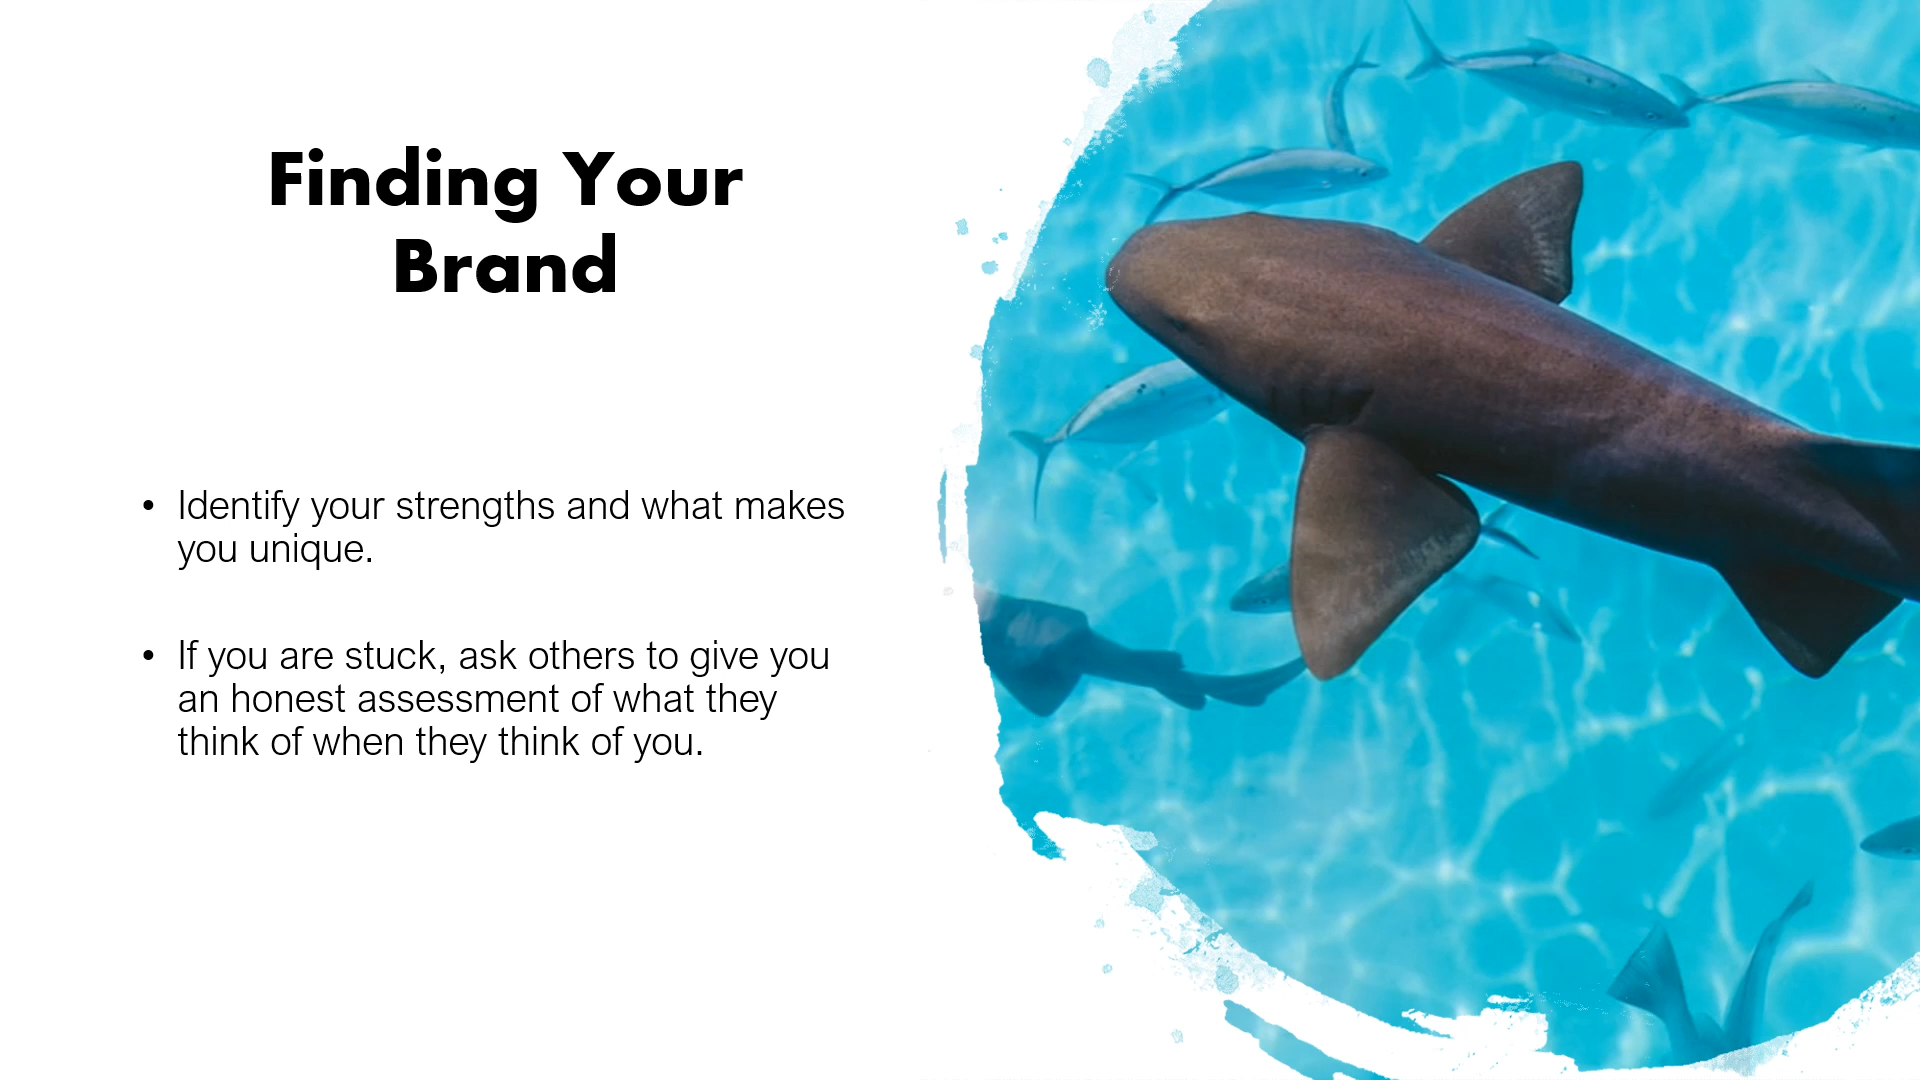 Finding Your
Brand
• Identify your strengths and what makes
you unique.
• If you are stuck, ask others to give you
an honest assessment of what they
think of when they think of you.